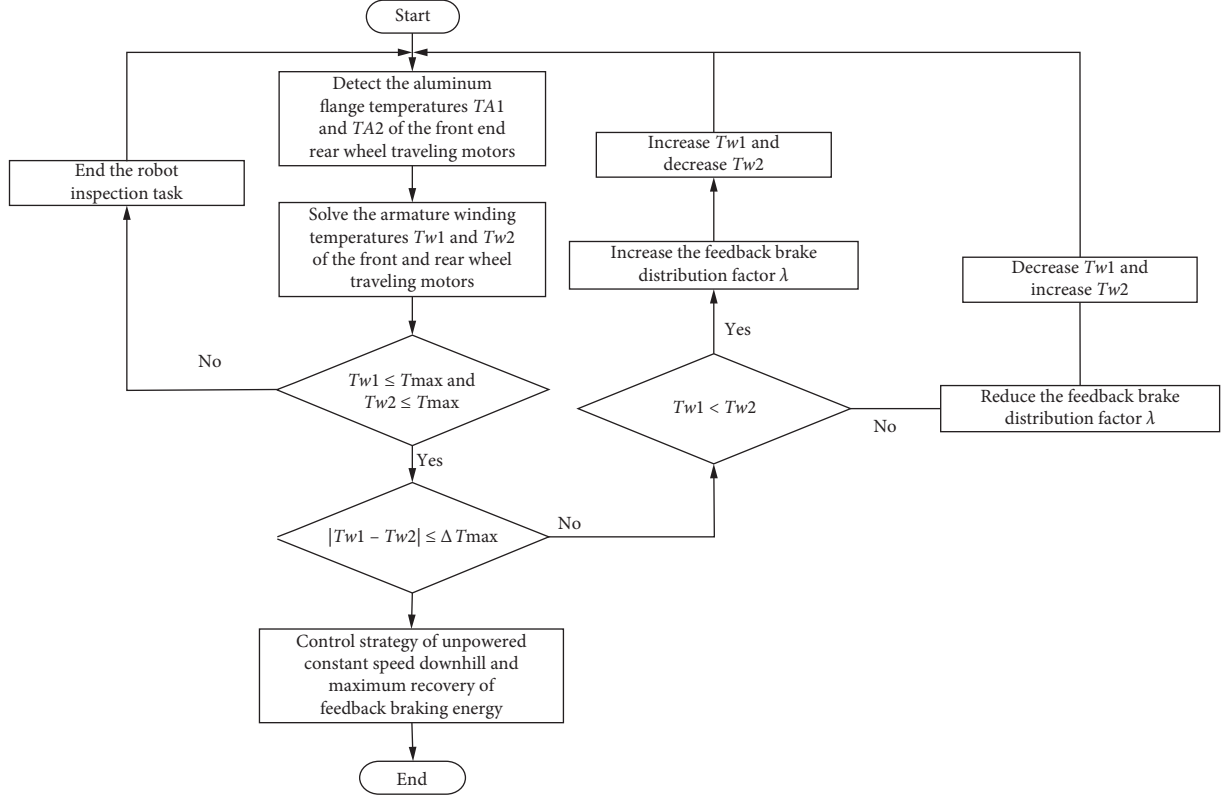 Start
Detect the aluminum
flange temperatures TA1
and TA2 of the front end
rear wheel traveling motors
End the robot
inspection task
Solve the armature winding
temperatures Tw1 and Tw2
of the front and rear wheel
traveling motors
No
Tw1 ≤ Tmax and
Tw2 ≤ Tmax
Yes
|Tw1 – Tw2| ≤ Δ Tmax
No
Control strategy of unpowered
constant speed downhill and
maximum recovery of
feedback braking energy
End
Increase Tw1 and
decrease Tw2
Increase the feedback brake
distribution factor λ
Yes
Tw1 < Tw2
No
Decrease Tw1 and
increase Tw2
Reduce the feedback brake
distribution factor λ